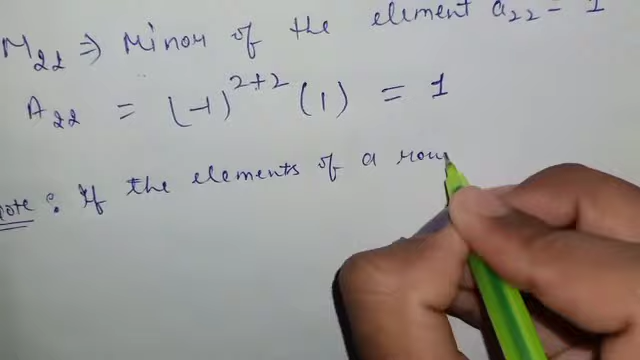 M₂₂ ⇒ Minor of the element a₂₂ = 1
A₂₂ = (-1)²⁺² (1) = 1
Note : If the elements of a row